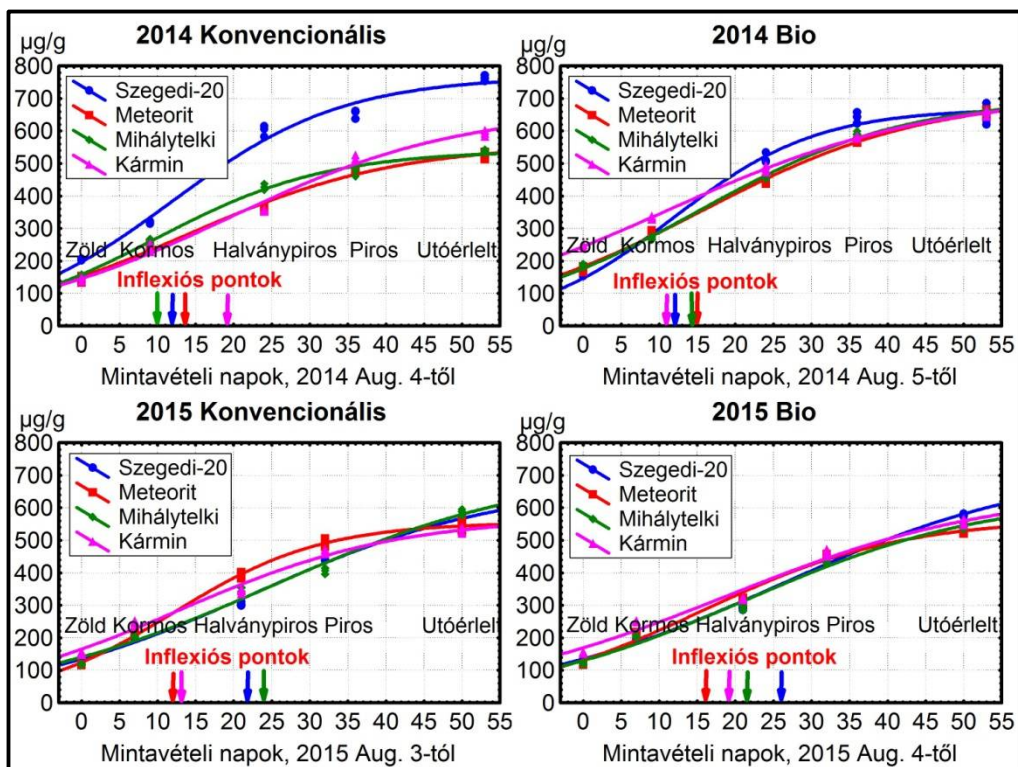 2014 Konvencionális
µg/g
800
700
600
500
400
300
200
100
0
Szegedi-20
Meteorit
Mihálytelki
Kármin
Zöld Kormos Halványpiros Piros Utóérlelt
Inflexiós pontok
0 5 10 15 20 25 30 35 40 45 50 55
Mintavételi napok, 2014 Aug. 4-től
2014 Bio
µg/g
800
700
600
500
400
300
200
100
0
Szegedi-20
Meteorit
Mihálytelki
Kármin
Zöld Kormos Halványpiros Piros Utóérlelt
Inflexiós pontok
0 5 10 15 20 25 30 35 40 45 50 55
Mintavételi napok, 2014 Aug. 5-től
2015 Konvencionális
µg/g
800
700
600
500
400
300
200
100
0
Szegedi-20
Meteorit
Mihálytelki
Kármin
Zöld Kormos Halványpiros Piros Utóérlelt
Inflexiós pontok
0 5 10 15 20 25 30 35 40 45 50 55
Mintavételi napok, 2015 Aug. 3-tól
2015 Bio
µg/g
800
700
600
500
400
300
200
100
0
Szegedi-20
Meteorit
Mihálytelki
Kármin
Zöld Kormos Halványpiros Piros Utóérlelt
Inflexiós pontok
0 5 10 15 20 25 30 35 40 45 50 55
Mintavételi napok, 2015 Aug. 4-től